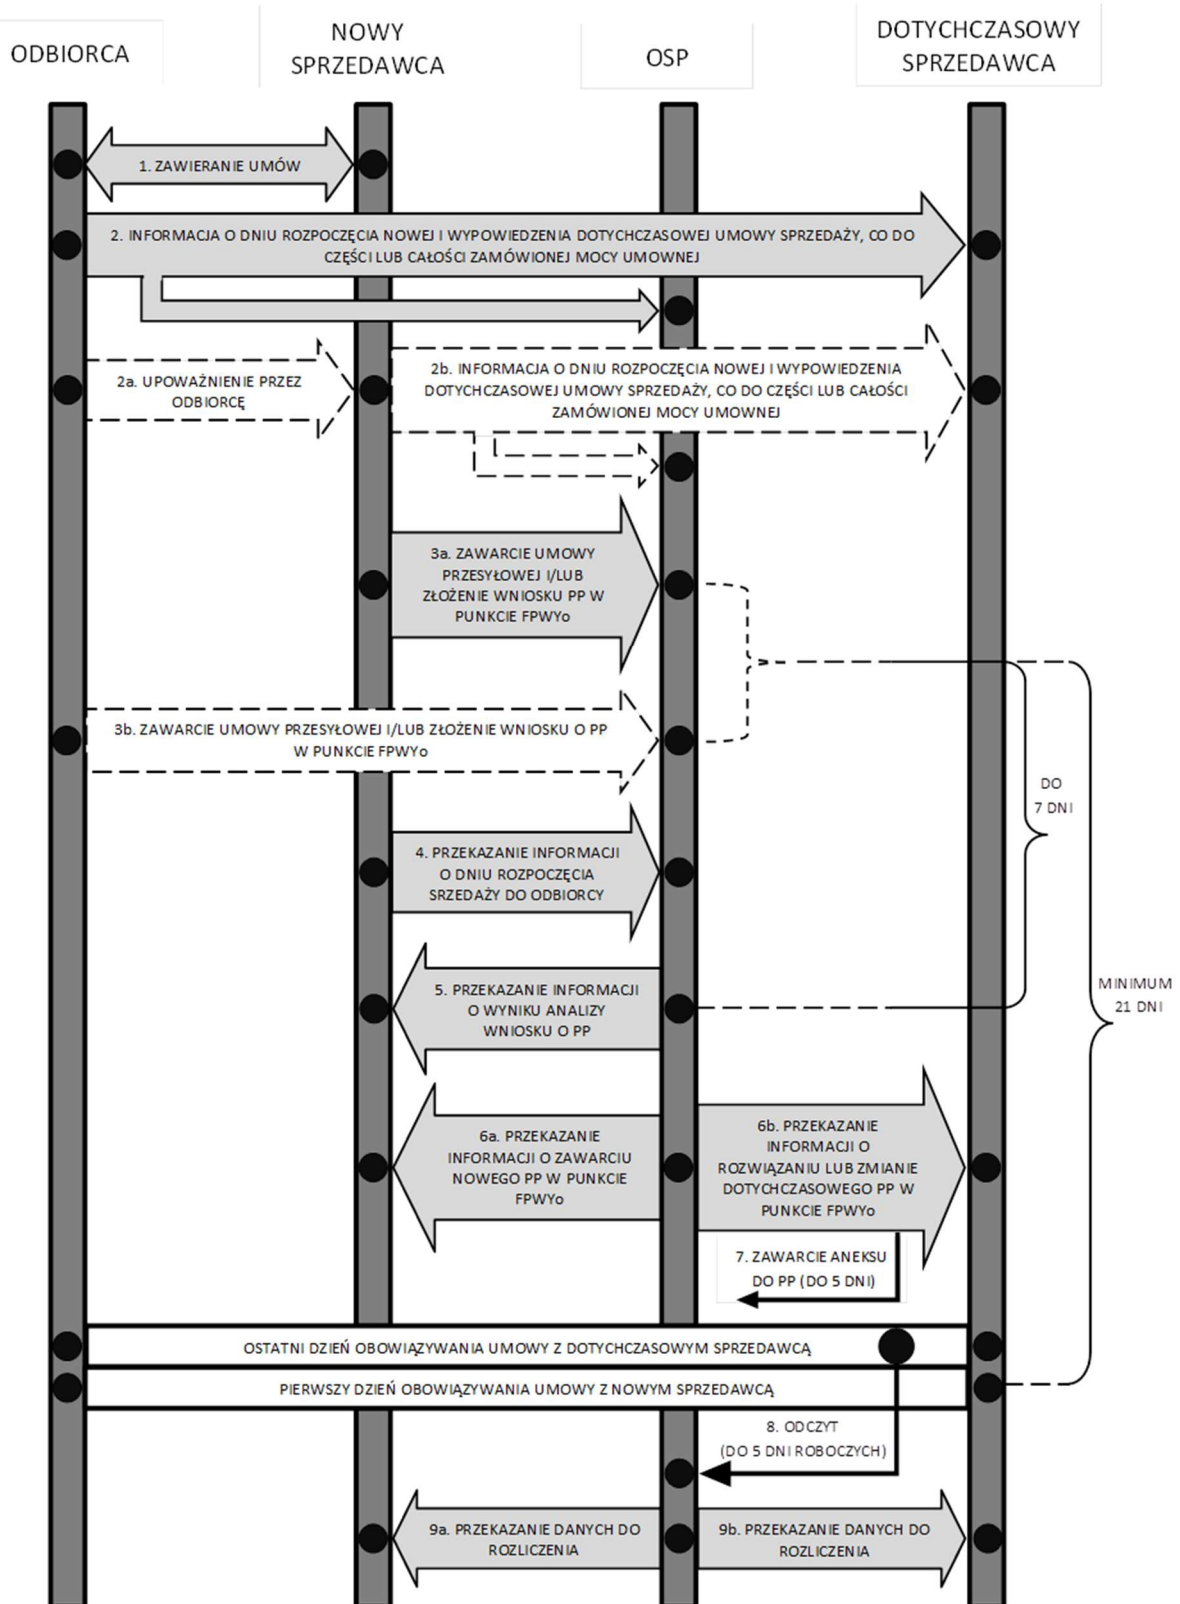 ODBIORCA
NOWY
SPRZEDAWCA
OSP
DOTYCHCZASOWY
SPRZEDAWCA
1. ZAWIERANIE UMÓW
2. INFORMACJA O DNIU ROZPOCZĘCIA NOWEJ I WYPOWIEDZENIA DOTYCHCZASOWEJ UMOWY SPRZEDAŻY, CO DO
CZĘŚCI LUB CAŁOŚCI ZAMÓWIONEJ MOCY UMOWNEJ
2a. UPOWAŻNIENIE PRZEZ
ODBIORCĘ
2b. INFORMACJA O DNIU ROZPOCZĘCIA NOWEJ I WYPOWIEDZENIA
DOTYCHCZASOWEJ UMOWY SPRZEDAŻY, CO DO CZĘŚCI LUB CAŁOŚCI
ZAMÓWIONEJ MOCY UMOWNEJ
3a. ZAWARCIE UMOWY
PRZESYŁOWEJ I/LUB
ZŁOŻENIE WNIOSKU PP W
PUNKCIE FPWYo
3b. ZAWARCIE UMOWY PRZESYŁOWEJ I/LUB ZŁOŻENIE WNIOSKU O PP
W PUNKCIE FPWYo
DO
7 DNI
4. PRZEKAZANIE INFORMACJI
O DNIU ROZPOCZĘCIA
SRZEDAŻY DO ODBIORCY
5. PRZEKAZANIE INFORMACJI
O WYNIKU ANALIZY
WNIOSKU O PP
MINIMUM
21 DNI
6a. PRZEKAZANIE
INFORMACJI O ZAWARCIU
NOWEGO PP W PUNKCIE
FPWYo
6b. PRZEKAZANIE
INFORMACJI O
ROZWIĄZANIU LUB ZMIANIE
DOTYCHCZASOWEGO PP W
PUNKCIE FPWYo
7. ZAWARCIE ANEKSU
DO PP (DO 5 DNI)
OSTATNI DZIEŃ OBOWIĄZYWANIA UMOWY Z DOTYCHCZASOWYM SPRZEDAWCĄ
PIERWSZY DZIEŃ OBOWIĄZYWANIA UMOWY Z NOWYM SPRZEDAWCĄ
8. ODCZYT
(DO 5 DNI ROBOCZYCH)
9a. PRZEKAZANIE DANYCH DO
ROZLICZENIA
9b. PRZEKAZANIE DANYCH DO
ROZLICZENIA